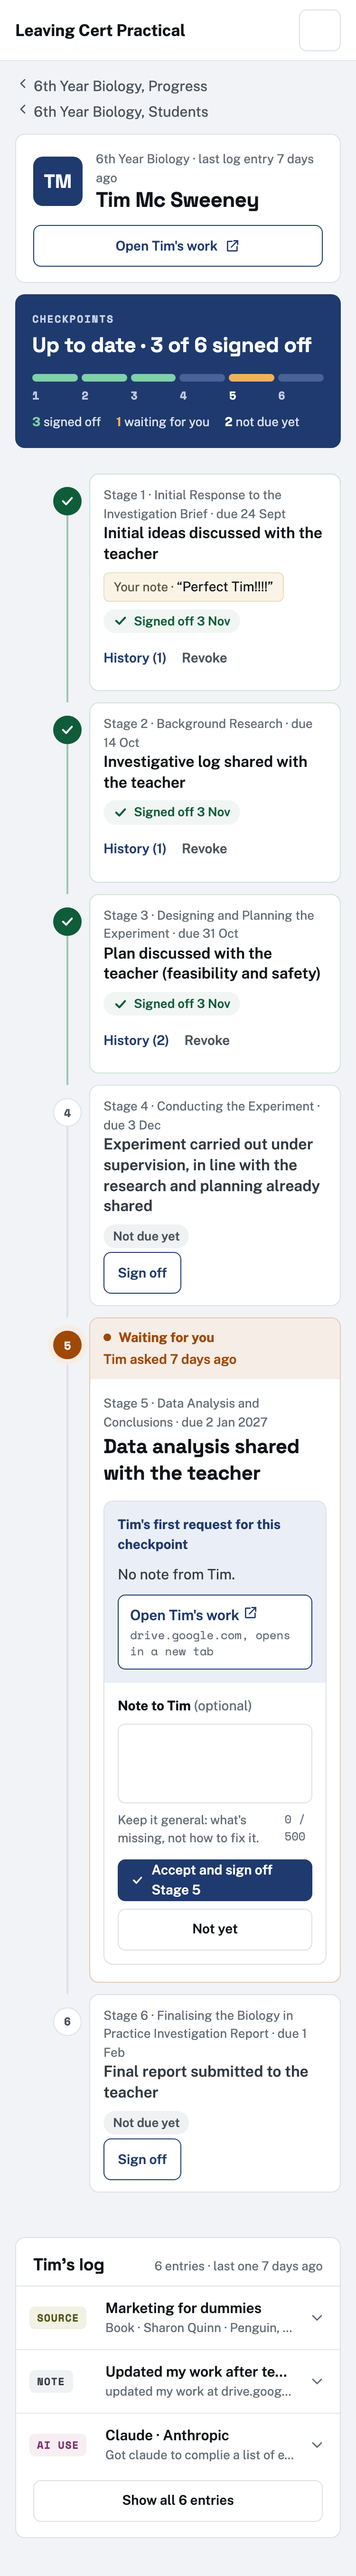 Leaving Cert Practical
6th Year Biology, Progress
6th Year Biology, Students
TM
6th Year Biology · last log entry 7 days
ago
Tim Mc Sweeney
Open Tim's work
CHECKPOINTS
Up to date · 3 of 6 signed off
1 2 3 4 5 6
3 signed off 1 waiting for you 2 not due yet
Stage 1 · Initial Response to the
Investigation Brief · due 24 Sept
Initial ideas discussed with the
teacher
Your note · “Perfect Tim!!!!”
Signed off 3 Nov
History (1) Revoke
Stage 2 · Background Research · due
14 Oct
Investigative log shared with
the teacher
Signed off 3 Nov
History (1) Revoke
Stage 3 · Designing and Planning the
Experiment · due 31 Oct
Plan discussed with the
teacher (feasibility and safety)
Signed off 3 Nov
History (2) Revoke
4
Stage 4 · Conducting the Experiment ·
due 3 Dec
Experiment carried out under
supervision, in line with the
research and planning already
shared
Not due yet
Sign off
5
Waiting for you
Tim asked 7 days ago
Stage 5 · Data Analysis and
Conclusions · due 2 Jan 2027
Data analysis shared
with the teacher
Tim's first request for this
checkpoint
No note from Tim.
Open Tim's work
drive.google.com, opens
in a new tab
Note to Tim (optional)
Keep it general: what's
missing, not how to fix it.
0 /
500
Accept and sign off
Stage 5
Not yet
6
Stage 6 · Finalising the Biology in
Practice Investigation Report · due 1
Feb
Final report submitted to the
teacher
Not due yet
Sign off
Tim's log
6 entries · last one 7 days ago
SOURCE
Marketing for dummies
Book · Sharon Quinn · Penguin, ...
NOTE
Updated my work after te...
updated my work at drive.goog...
AI USE
Claude · Anthropic
Got claude to complie a list of e...
Show all 6 entries